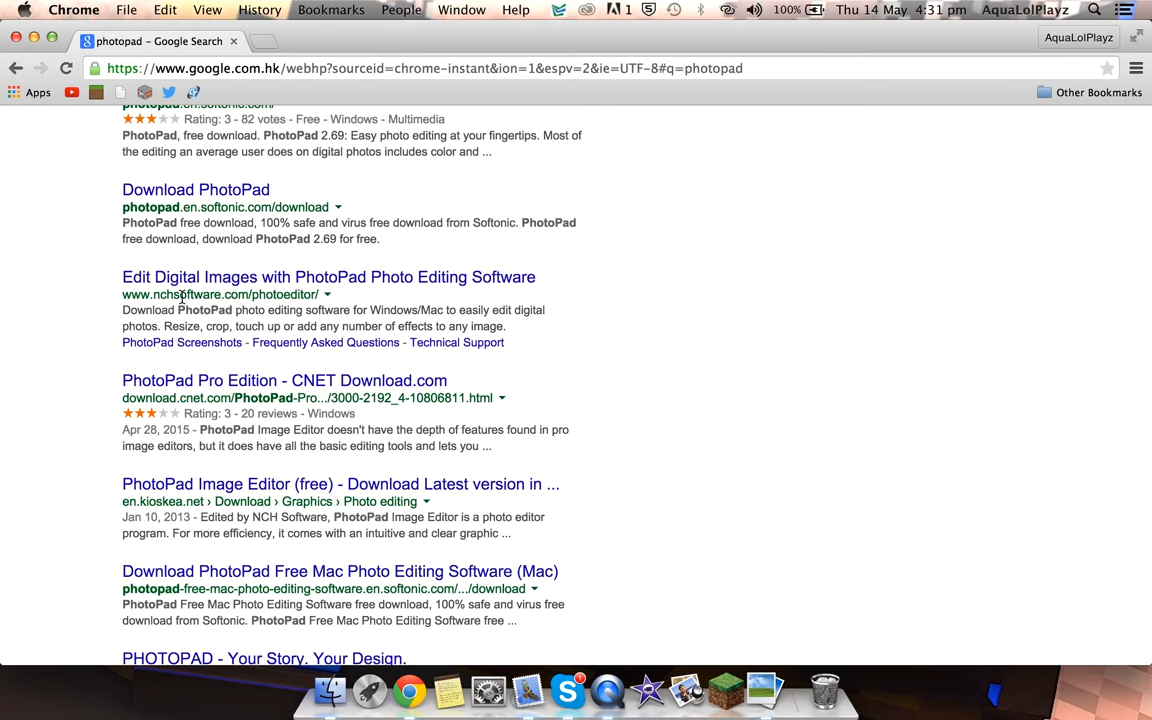 Chrome File Edit View History Bookmarks People Window Help 1 5 100% Thu 14 May 4:31 pm AquaLolPlayz
photopad – Google Search
AquaLolPlayz
https://www.google.com.hk/webhp?sourceid=chrome-instant&ion=1&espv=2&ie=UTF-8#q=photopad
Apps Other Bookmarks
photopad.en.softonic.com/
Rating: 3 - 82 votes - Free - Windows - Multimedia
PhotoPad, free download. PhotoPad 2.69: Easy photo editing at your fingertips. Most of
the editing an average user does on digital photos includes color and ...
Download PhotoPad
photopad.en.softonic.com/download
PhotoPad free download, 100% safe and virus free download from Softonic. PhotoPad
free download, download PhotoPad 2.69 for free.
Edit Digital Images with PhotoPad Photo Editing Software
www.nchsoftware.com/photoeditor/
Download PhotoPad photo editing software for Windows/Mac to easily edit digital
photos. Resize, crop, touch up or add any number of effects to any image.
PhotoPad Screenshots - Frequently Asked Questions - Technical Support
PhotoPad Pro Edition - CNET Download.com
download.cnet.com/PhotoPad-Pro.../3000-2192_4-10806811.html
Rating: 3 - 20 reviews - Windows
Apr 28, 2015 - PhotoPad Image Editor doesn't have the depth of features found in pro
image editors, but it does have all the basic editing tools and lets you ...
PhotoPad Image Editor (free) - Download Latest version in ...
en.kioskea.net › Download › Graphics › Photo editing
Jan 10, 2013 - Edited by NCH Software, PhotoPad Image Editor is a photo editor
program. For more efficiency, it comes with an intuitive and clear graphic ...
Download PhotoPad Free Mac Photo Editing Software (Mac)
photopad-free-mac-photo-editing-software.en.softonic.com/.../download
PhotoPad Free Mac Photo Editing Software free download, 100% safe and virus free
download from Softonic. PhotoPad Free Mac Photo Editing Software free ...
PHOTOPAD - Your Story. Your Design.